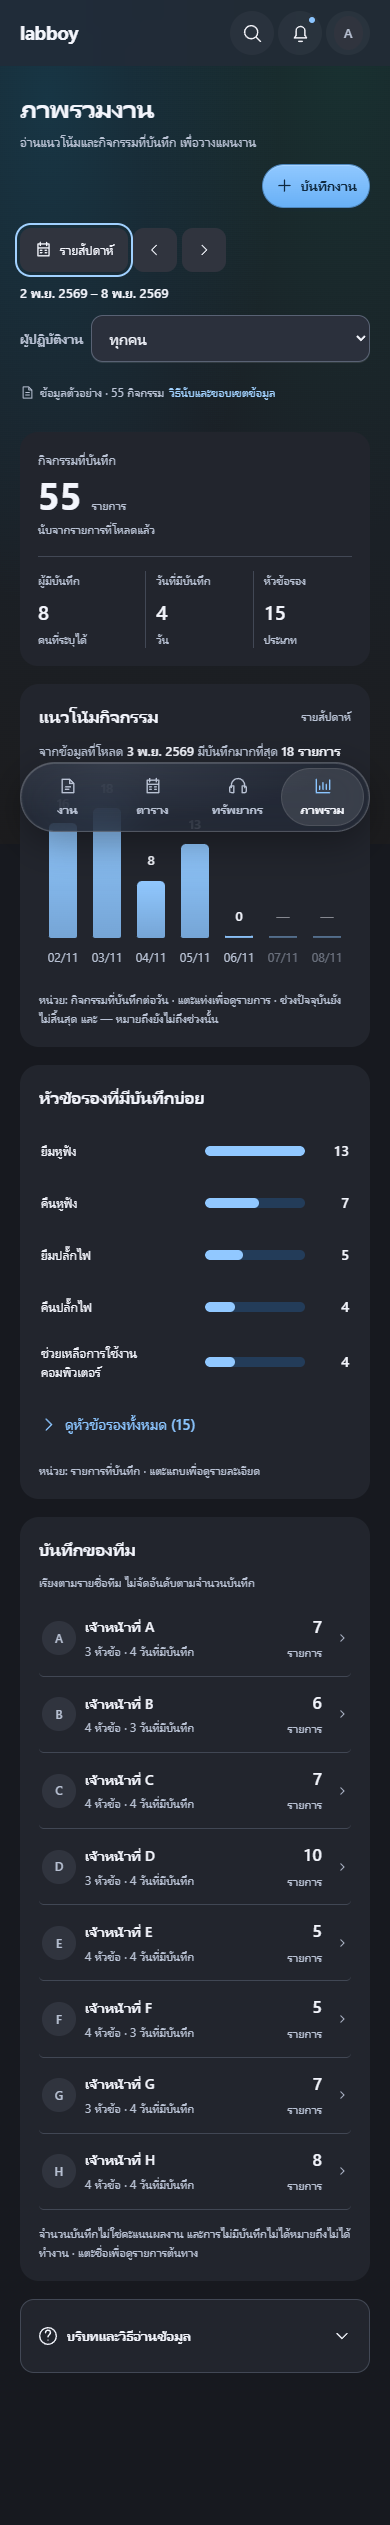 labboy
A
ภาพรวมงาน
อ่านแนวโน้มและกิจกรรมที่บันทึก เพื่อวางแผนงาน
บันทึกงาน
รายสัปดาห์
2 พ.ย. 2569 – 8 พ.ย. 2569
ผู้ปฏิบัติงาน
ทุกคน
ข้อมูลตัวอย่าง · 55 กิจกรรม วิธีนับและขอบเขตข้อมูล
กิจกรรมที่บันทึก
55 รายการ
นับจากรายการที่โหลดแล้ว
ผู้มีบันทึก วันที่มีบันทึก หัวข้อรอง
8 4 15
คนที่ระบุได้ วัน ประเภท
แนวโน้มกิจกรรม รายสัปดาห์
จากข้อมูลที่โหลด 3 พ.ย. 2569 มีบันทึกมากที่สุด 18 รายการ
18
งาน ตาราง ทรัพยากร ภาพรวม
13
8
0 — —
02/11 03/11 04/11 05/11 06/11 07/11 08/11
หน่วย: กิจกรรมที่บันทึกต่อวัน · แตะแท่งเพื่อดูรายการ · ช่วงปัจจุบันยัง
ไม่สิ้นสุด และ — หมายถึงยังไม่ถึงช่วงนั้น
หัวข้อรองที่มีบันทึกบ่อย
ยืมหูฟัง 13
คืนหูฟัง 7
ยืมปลั๊กไฟ 5
คืนปลั๊กไฟ 4
ช่วยเหลือการใช้งาน
คอมพิวเตอร์ 4
ดูหัวข้อรองทั้งหมด (15)
หน่วย: รายการที่บันทึก · แตะแถบเพื่อดูรายละเอียด
บันทึกของทีม
เรียงตามรายชื่อทีม ไม่จัดอันดับตามจำนวนบันทึก
A เจ้าหน้าที่ A 7
3 หัวข้อ · 4 วันที่มีบันทึก รายการ
B เจ้าหน้าที่ B 6
4 หัวข้อ · 3 วันที่มีบันทึก รายการ
C เจ้าหน้าที่ C 7
4 หัวข้อ · 4 วันที่มีบันทึก รายการ
D เจ้าหน้าที่ D 10
3 หัวข้อ · 4 วันที่มีบันทึก รายการ
E เจ้าหน้าที่ E 5
4 หัวข้อ · 4 วันที่มีบันทึก รายการ
F เจ้าหน้าที่ F 5
4 หัวข้อ · 3 วันที่มีบันทึก รายการ
G เจ้าหน้าที่ G 7
3 หัวข้อ · 4 วันที่มีบันทึก รายการ
H เจ้าหน้าที่ H 8
4 หัวข้อ · 4 วันที่มีบันทึก รายการ
จำนวนบันทึกไม่ใช่คะแนนผลงาน และการไม่มีบันทึกไม่ได้หมายถึงไม่ได้
ทำงาน · แตะชื่อเพื่อดูรายการต้นทาง
บริบทและวิธีอ่านข้อมูล